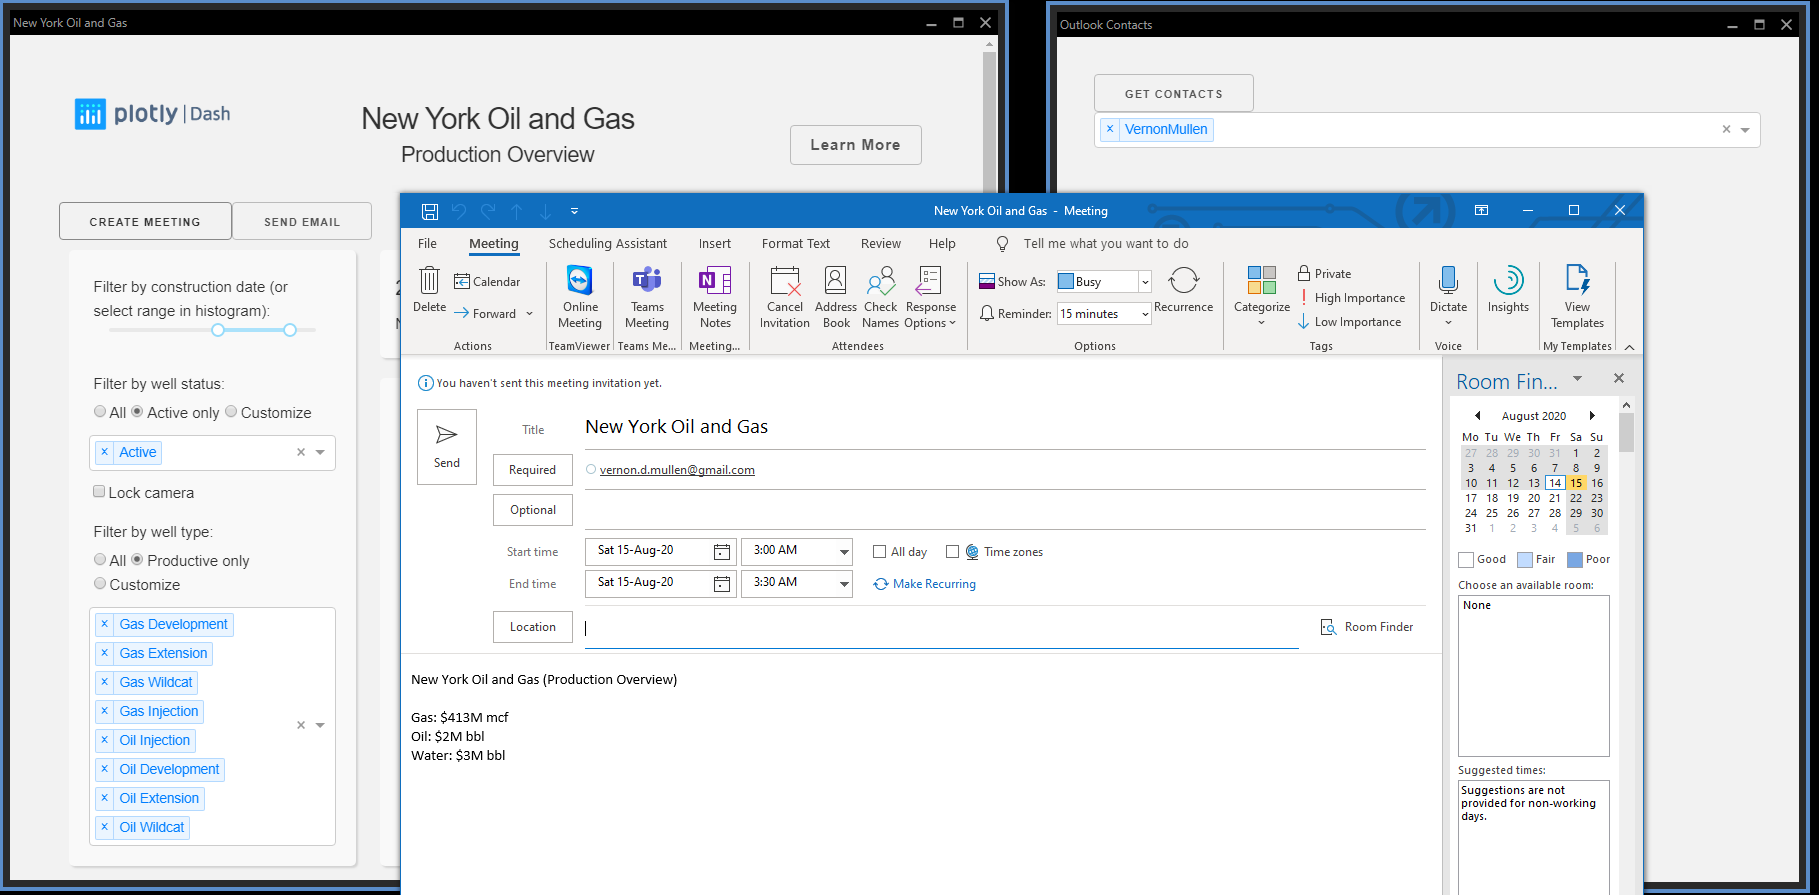 New York Oil and Gas
plotly | Dash
New York Oil and Gas
Production Overview
Learn More
CREATE MEETING
SEND EMAIL
Filter by construction date (or
select range in histogram):
Filter by well status:
All Active only Customize
× Active
Lock camera
Filter by well type:
All Productive only
Customize
× Gas Development
× Gas Extension
× Gas Wildcat
× Gas Injection
× Oil Injection
× Oil Development
× Oil Extension
× Oil Wildcat
Outlook Contacts
GET CONTACTS
× VernonMullen
New York Oil and Gas - Meeting
File Meeting Scheduling Assistant Insert Format Text Review Help Tell me what you want to do
Delete
Calendar
Forward
Actions
Online
Meeting
TeamViewer
Teams
Meeting
Teams Me...
Meeting
Notes
Meeting...
Cancel
Invitation
Address
Book
Check
Names
Response
Options
Attendees
Show As: Busy
Reminder: 15 minutes
Recurrence
Options
Categorize
Private
High Importance
Low Importance
Tags
Dictate
Voice
Insights
View
Templates
My Templates
You haven't sent this meeting invitation yet.
Send
Title New York Oil and Gas
Required vernon.d.mullen@gmail.com
Optional
Start time Sat 15-Aug-20 3:00 AM All day Time zones
End time Sat 15-Aug-20 3:30 AM Make Recurring
Location Room Finder
New York Oil and Gas (Production Overview)
Gas: $413M mcf
Oil: $2M bbl
Water: $3M bbl
Room Fin...
August 2020
Mo Tu We Th Fr Sa Su
27 28 29 30 31 1 2
3 4 5 6 7 8 9
10 11 12 13 14 15 16
17 18 19 20 21 22 23
24 25 26 27 28 29 30
31 1 2 3 4 5 6
Good Fair Poor
Choose an available room:
None
Suggested times:
Suggestions are not
provided for non-working
days.